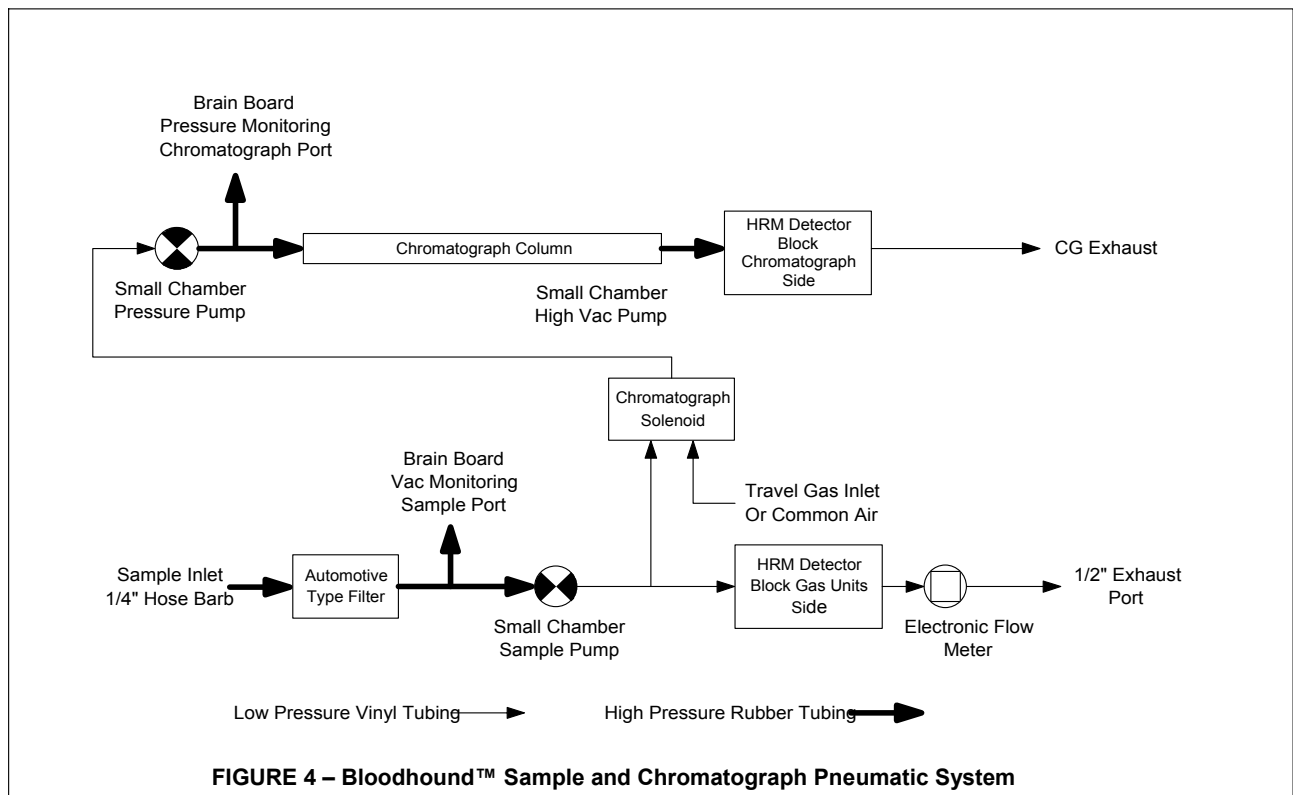 Brain Board
Pressure Monitoring
Chromatograph Port
Small Chamber
Pressure Pump
Chromatograph Column
Small Chamber
High Vac Pump
HRM Detector
Block
Chromatograph
Side
CG Exhaust
Chromatograph
Solenoid
Brain Board
Vac Monitoring
Sample Port
Travel Gas Inlet
Or Common Air
Sample Inlet
1/4" Hose Barb
Automotive
Type Filter
Small Chamber
Sample Pump
HRM Detector
Block Gas Units
Side
Electronic Flow
Meter
1/2" Exhaust
Port
Low Pressure Vinyl Tubing
High Pressure Rubber Tubing
FIGURE 4 – Bloodhound™ Sample and Chromatograph Pneumatic System